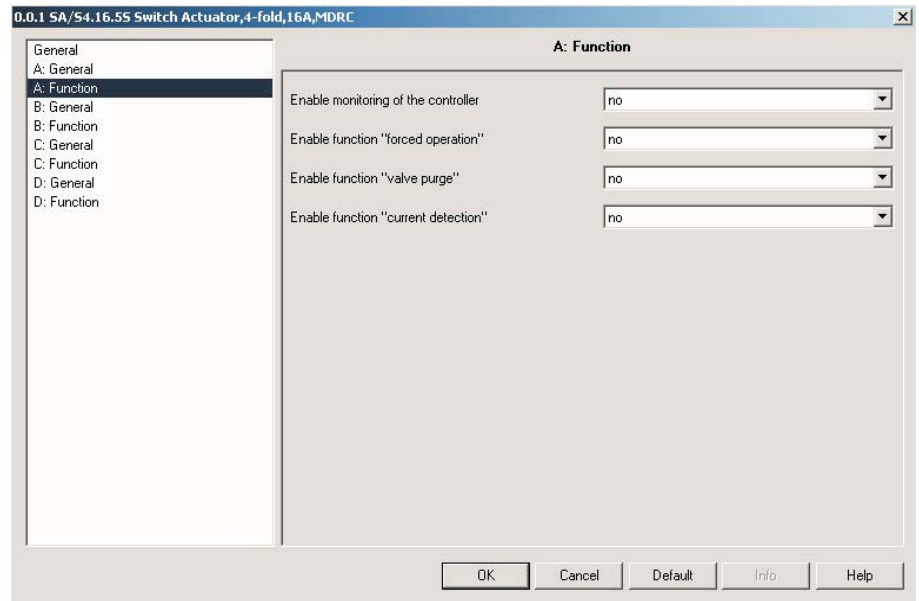 0.0.1 SA/S4.16.5S Switch Actuator,4-fold,16A,MDRC
General
A: General
A: Function
B: General
B: Function
C: General
C: Function
D: General
D: Function
A: Function
Enable monitoring of the controller no
Enable function "forced operation" no
Enable function "valve purge" no
Enable function "current detection" no
OK Cancel Default Info Help